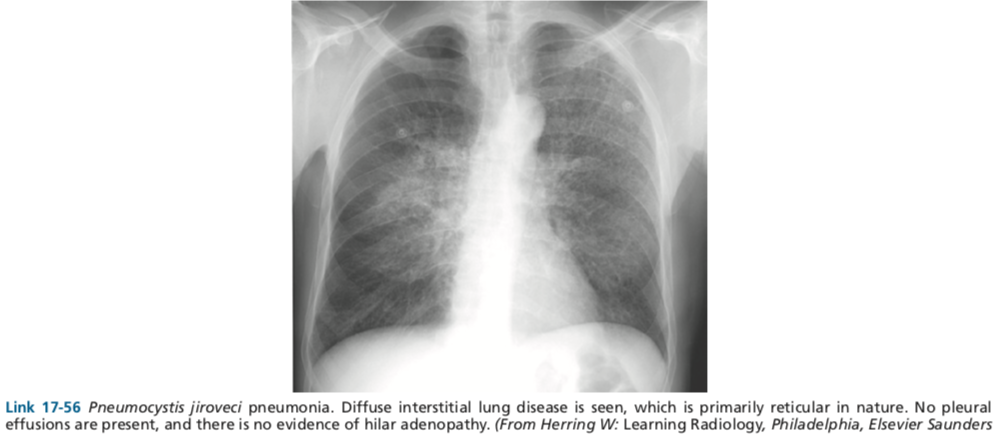 Link 17-56 Pneumocystis jiroveci pneumonia. Diffuse interstitial lung disease is seen, which is primarily reticular in nature. No pleural
effusions are present, and there is no evidence of hilar adenopathy. (From Herring W: Learning Radiology, Philadelphia, Elsevier Saunders